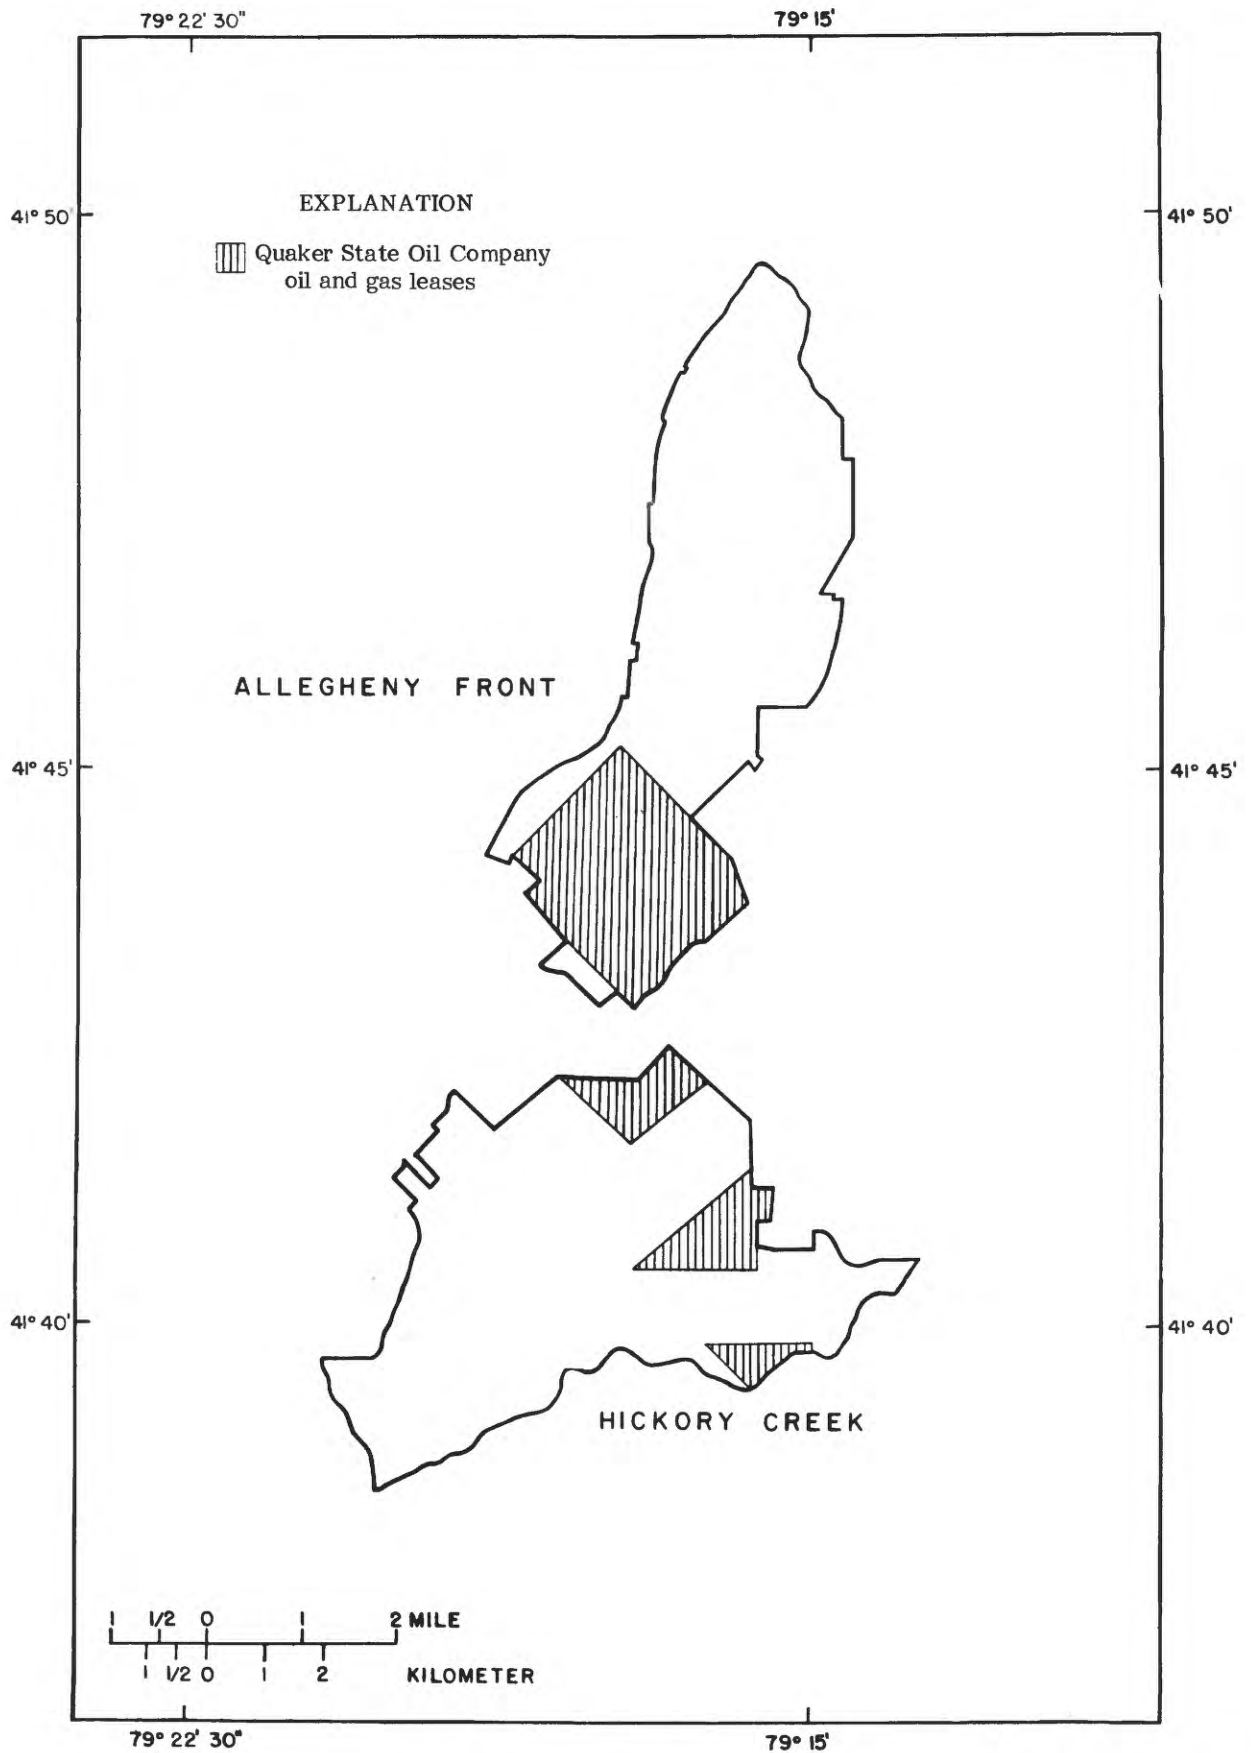 79° 22' 30" 79° 15'
EXPLANATION
41° 50' 41° 50'
Quaker State Oil Company
oil and gas leases
ALLEGHENY FRONT
41° 45' 41° 45'
41° 40' 41° 40'
HICKORY CREEK
1 1/2 0 1 2 MILE
1 1/2 0 1 2 KILOMETER
79° 22' 30" 79° 15'